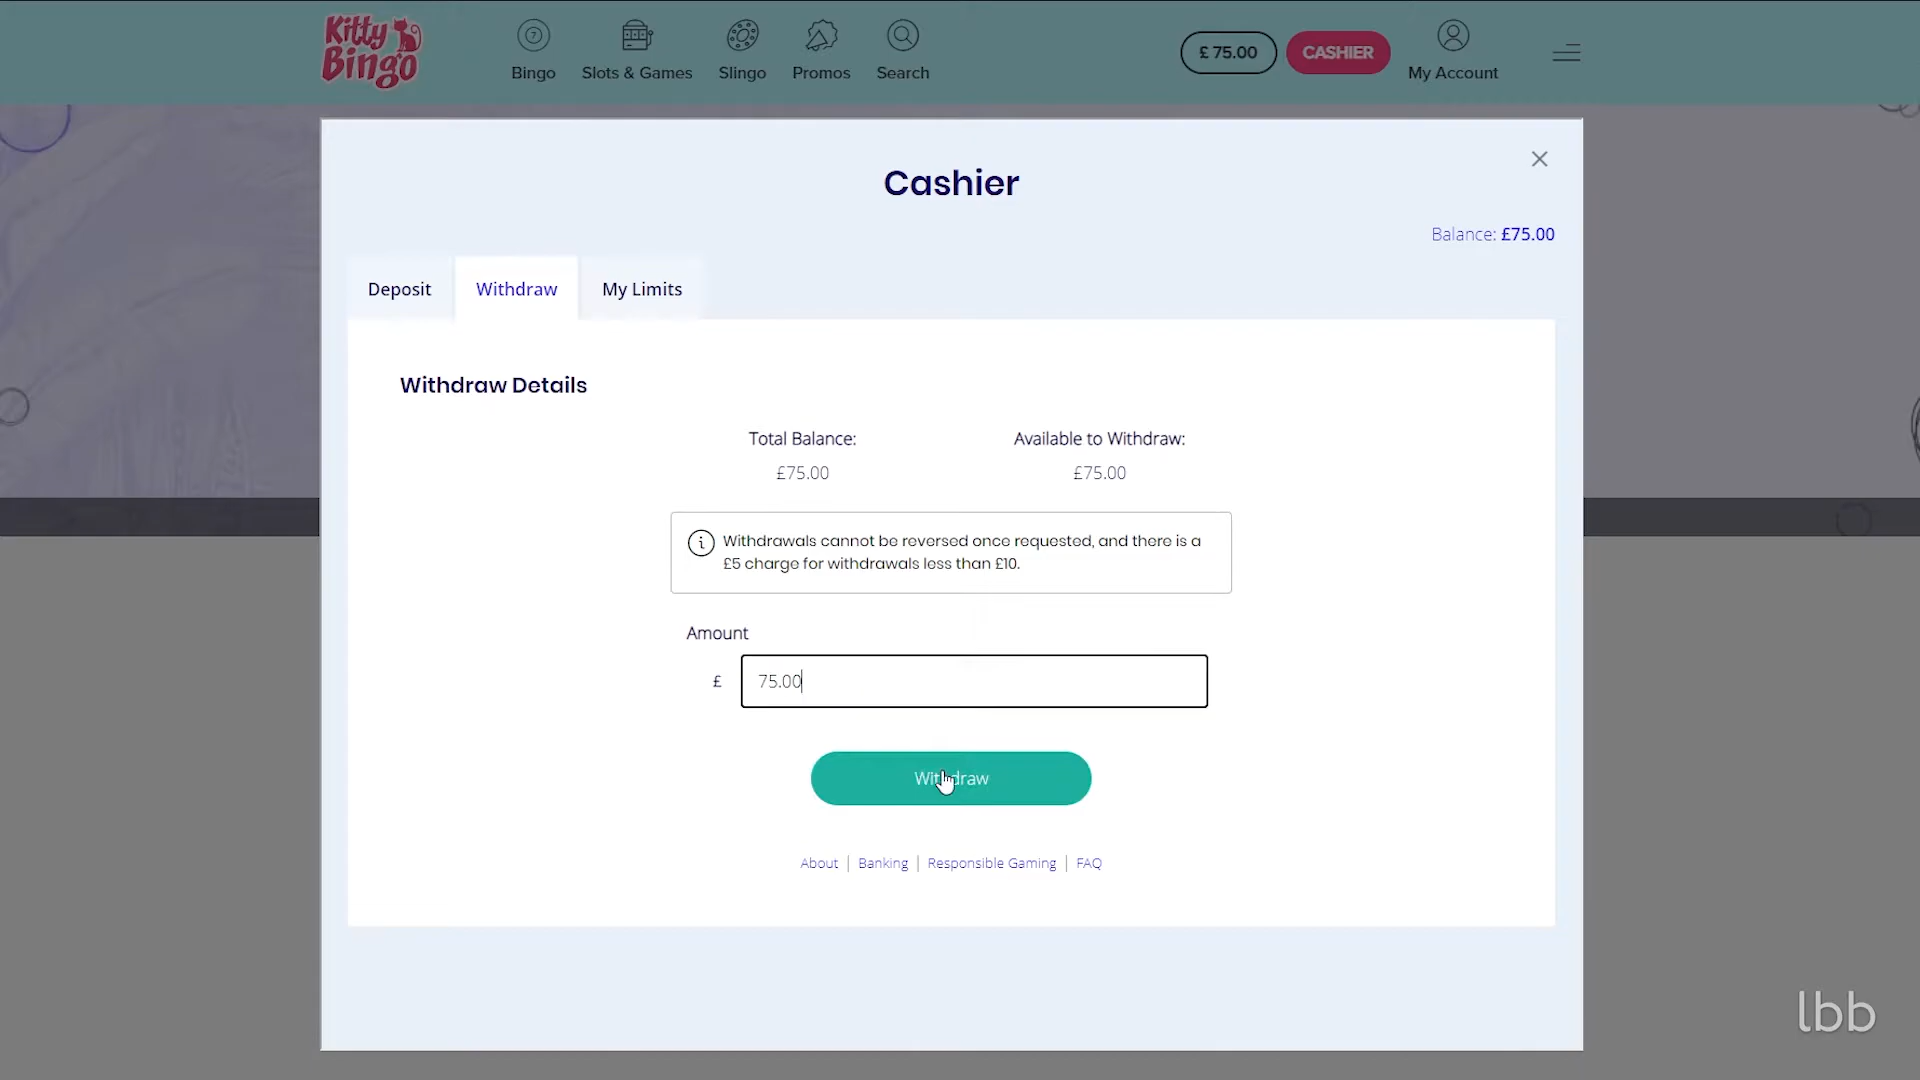 Kitty
Bingo
Bingo
Slots & Games
Slingo
Promos
Search
£ 75.00
CASHIER
My Account
Cashier
Balance: £75.00
Deposit
Withdraw
My Limits
Withdraw Details
Total Balance:
£75.00
Available to Withdraw:
£75.00
Withdrawals cannot be reversed once requested, and there is a
£5 charge for withdrawals less than £10.
Amount
£
75.00
Withdraw
About | Banking | Responsible Gaming | FAQ
lbb